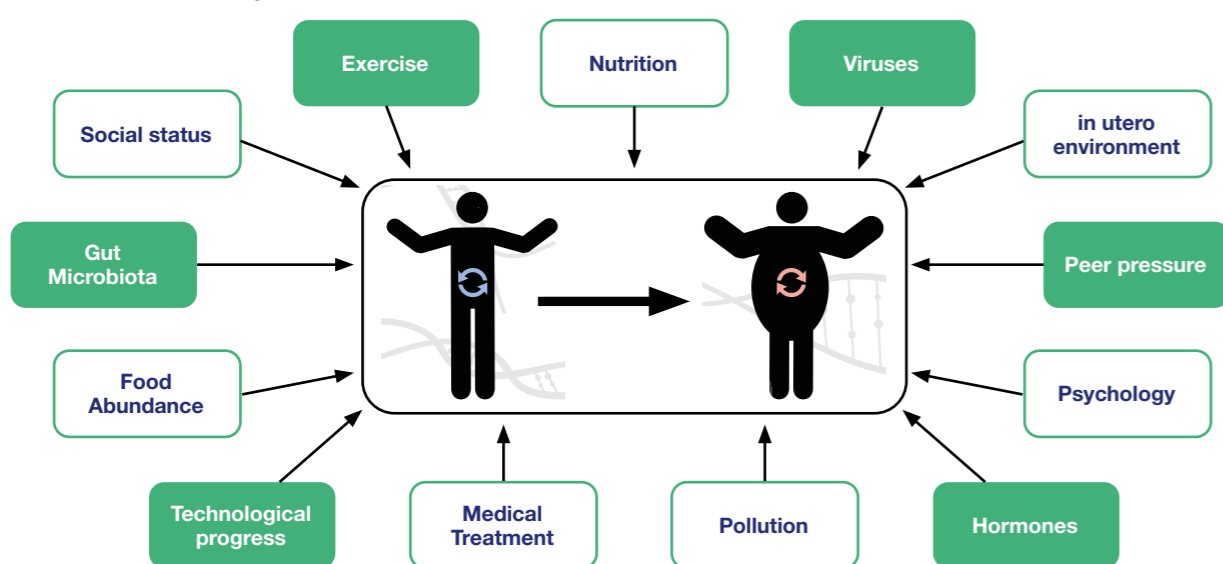 Exercise
Nutrition
Viruses
Social status
in utero
environment
Gut
Microbiota
Peer pressure
Food
Abundance
Psychology
Technological
progress
Medical
Treatment
Pollution
Hormones